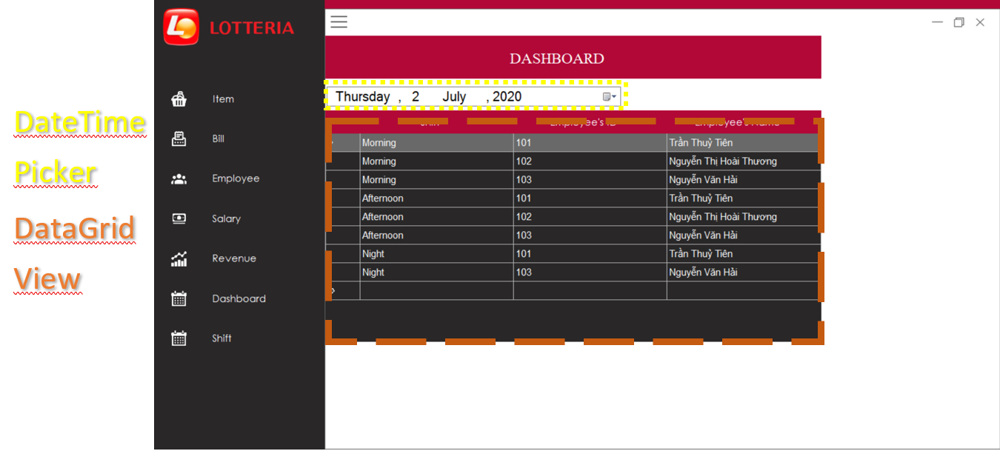 LOTTERIA
DASHBOARD
Thursday , 2 July , 2020
DateTime
Picker
DataGrid
View
Item
Bill
Employee
Salary
Revenue
Dashboard
Shift
Shift Employee's ID Employee's Name
Morning 101 Trần Thuỷ Tiên
Morning 102 Nguyễn Thị Hoài Thương
Morning 103 Nguyễn Văn Hải
Afternoon 101 Trần Thuỷ Tiên
Afternoon 102 Nguyễn Thị Hoài Thương
Afternoon 103 Nguyễn Văn Hải
Night 101 Trần Thuỷ Tiên
Night 103 Nguyễn Văn Hải